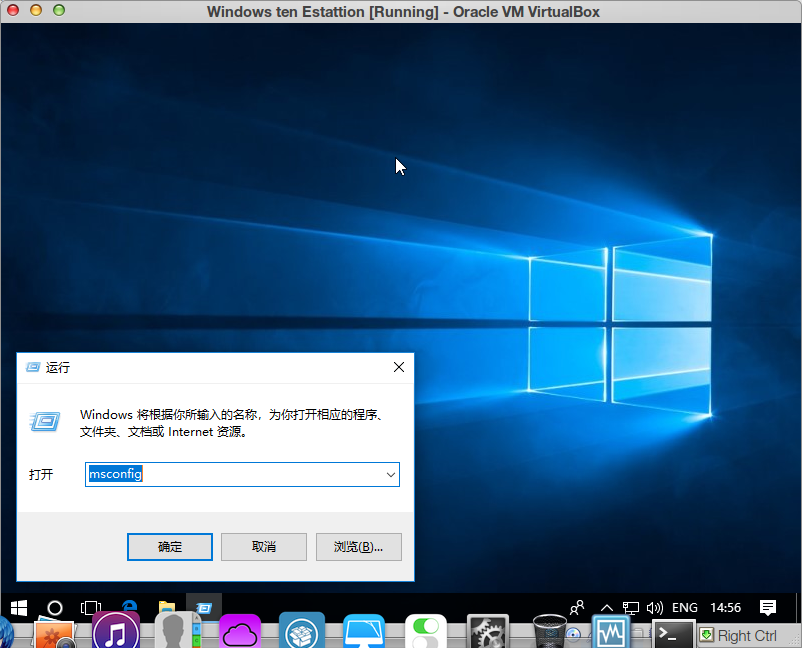 Windows ten Estattion [Running] - Oracle VM VirtualBox
运行
Windows 将根据你所输入的名称，为你打开相应的程序、
文件夹、文档或 Internet 资源。
打开
msconfig
确定
取消
浏览(B)...
ENG
14:56
Right Ctrl